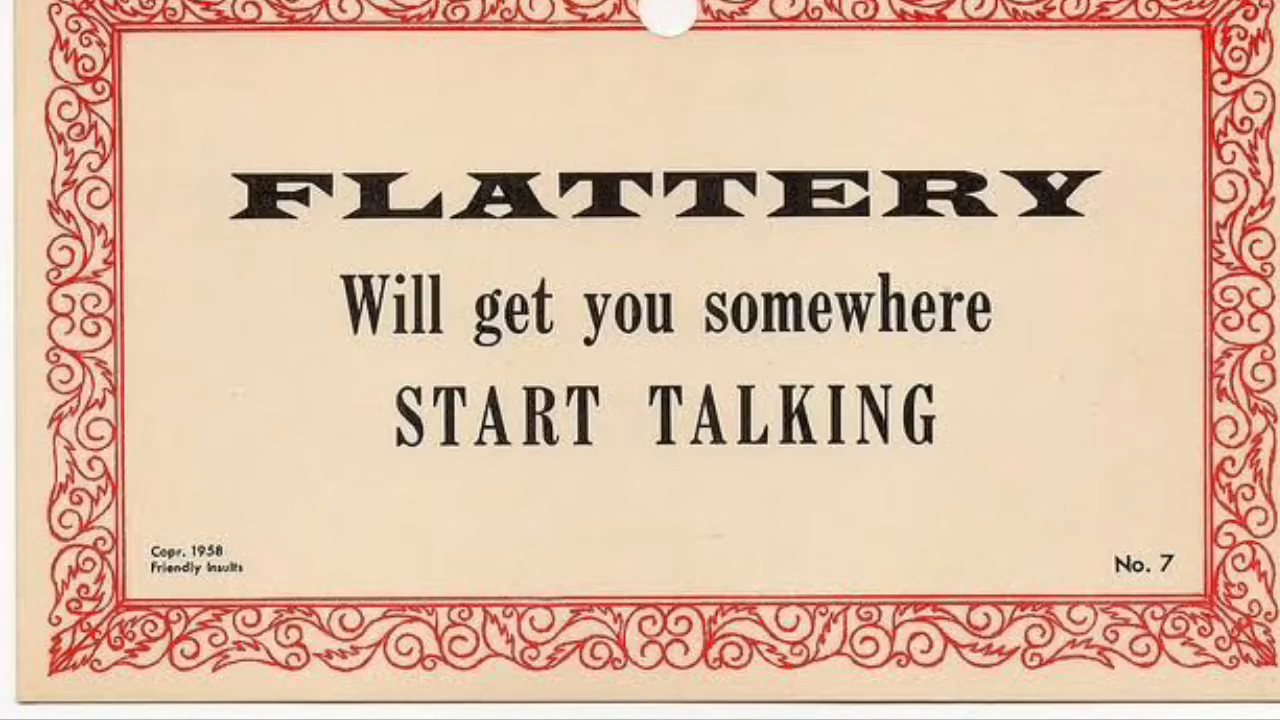 FLATTERY
Will get you somewhere
START TALKING
Copr. 1958
Friendly Insults
No. 7